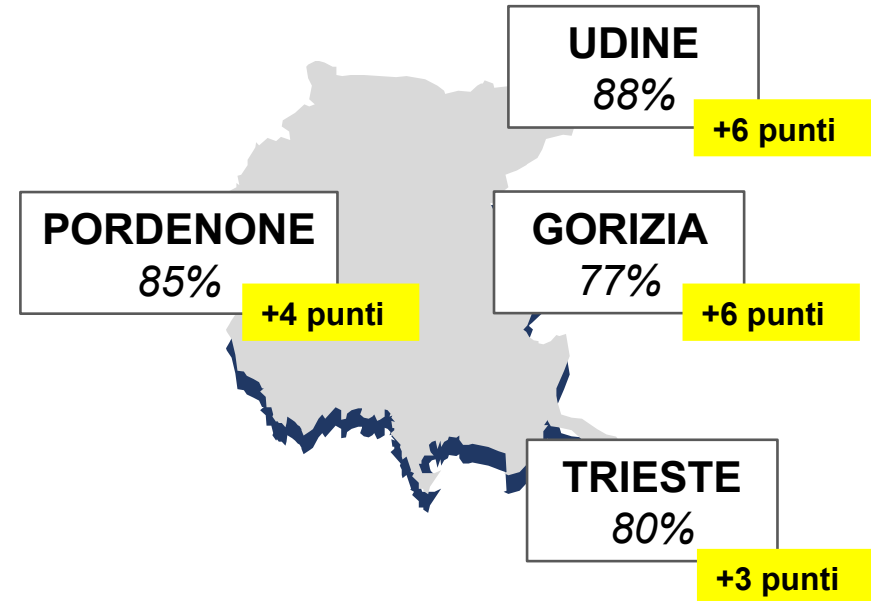 UDINE
88%
+6 punti
PORDENONE
85%
+4 punti
GORIZIA
77%
+6 punti
TRIESTE
80%
+3 punti